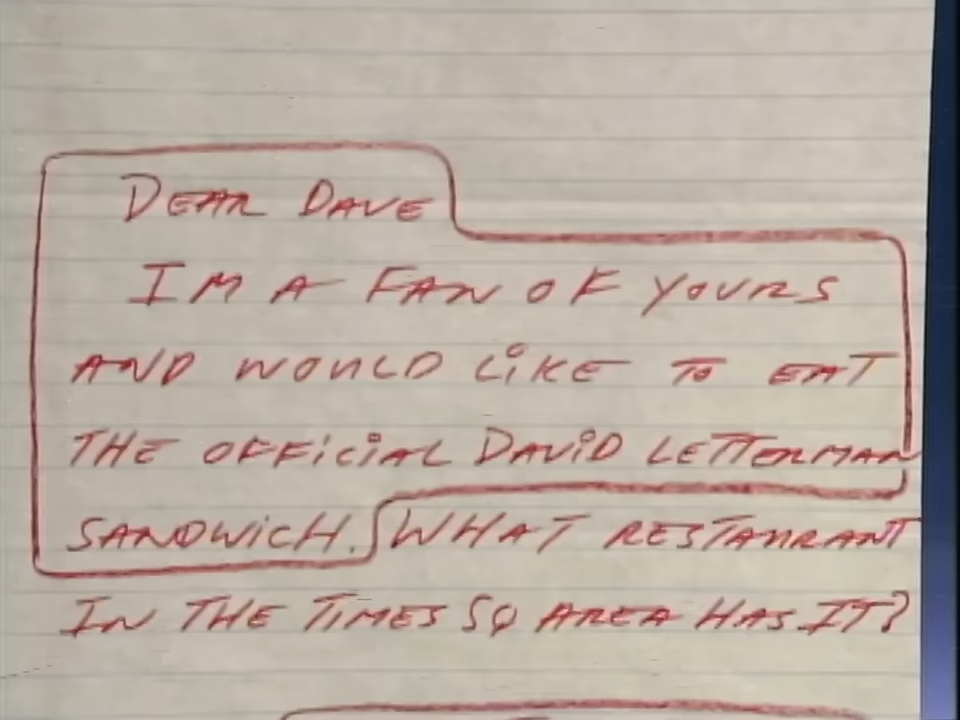 DEAR DAVE
IM A FAN OF YOURS
AND WOULD LIKE TO EAT
THE OFFICIAL DAVID LETTERMAN
SANDWICH. WHAT RESTAURANT
IN THE TIMES SQ AREA HAS IT?